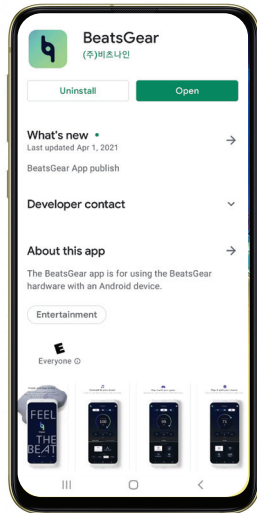 BeatsGear
(주)비츠나인
Uninstall
Open
What's new •
Last updated Apr 1, 2021
BeatsGear App publish
Developer contact
About this app
The BeatsGear app is for using the BeatsGear
hardware with an Android device.
Entertainment
E
Everyone
FEEL
THE
BEAT
100